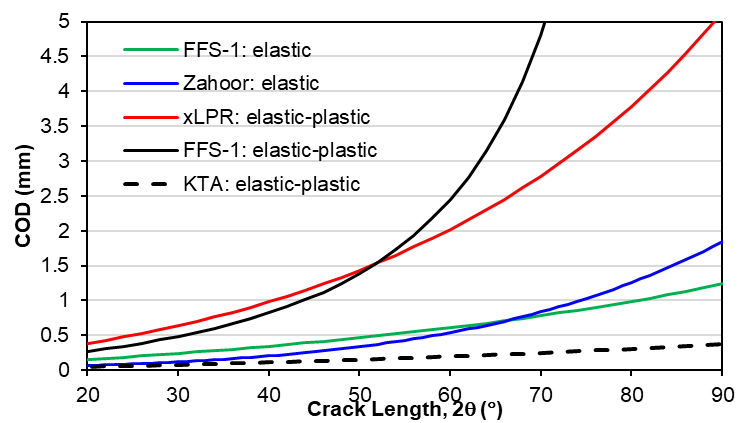 5
4.5
4
3.5
3
2.5
2
1.5
1
0.5
0
COD (mm)
FFS-1: elastic
Zahoor: elastic
xLPR: elastic-plastic
FFS-1: elastic-plastic
KTA: elastic-plastic
20 30 40 50 60 70 80 90
Crack Length, 2θ (°)